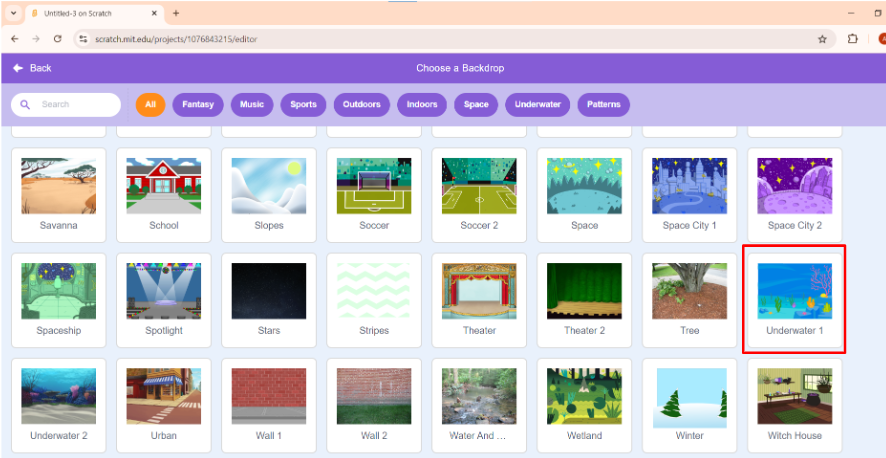 Untitled-3 on Scratch
scratch.mit.edu/projects/1076843215/editor
Back
Choose a Backdrop
Search
All Fantasy Music Sports Outdoors Indoors Space Underwater Patterns
Savanna School Slopes Soccer Soccer 2 Space Space City 1 Space City 2
Spaceship Spotlight Stars Stripes Theater Theater 2 Tree Underwater 1
Underwater 2 Urban Wall 1 Wall 2 Water And ... Wetland Winter Witch House